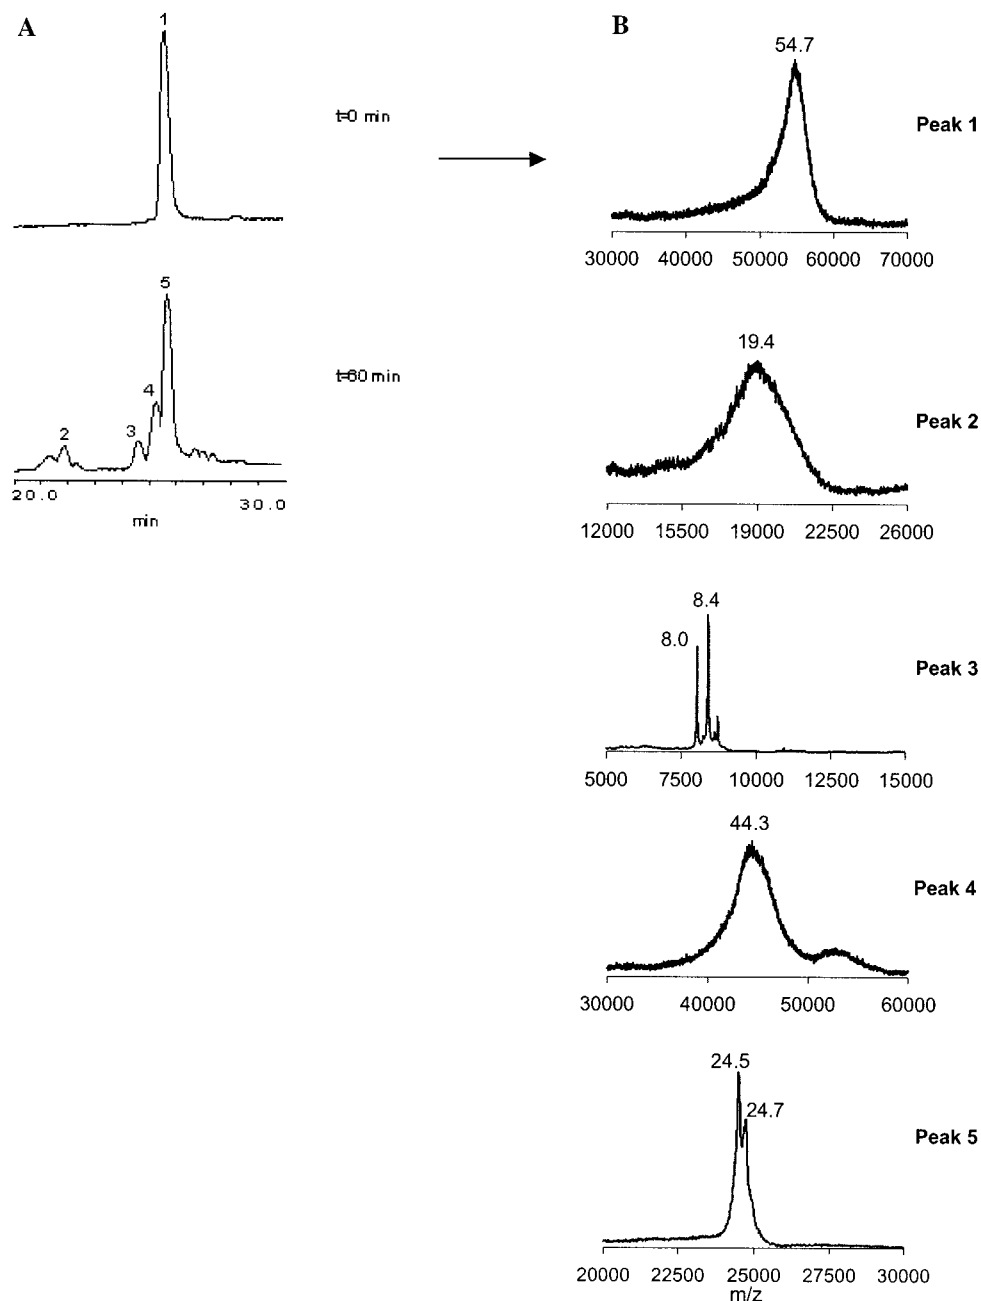 A
1
t=0 min
5
4
3
2
t=60 min
20.0
30.0
min
B
54.7
Peak 1
30000 40000 50000 60000 70000
19.4
Peak 2
12000 15500 19000 22500 26000
8.4
8.0
Peak 3
5000 7500 10000 12500 15000
44.3
Peak 4
30000 40000 50000 60000
24.5
24.7
Peak 5
20000 22500 25000 27500 30000
m/z